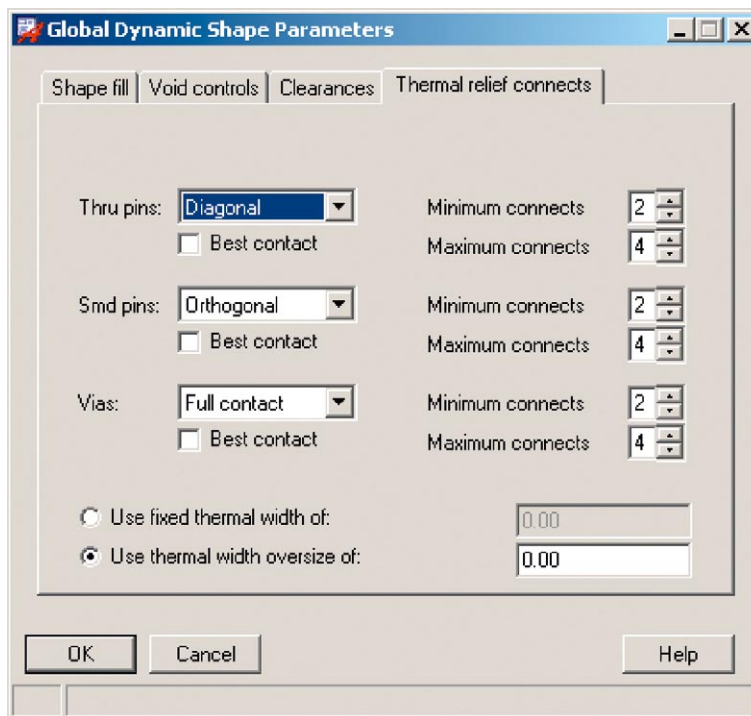 Global Dynamic Shape Parameters
Shape fill Void controls Clearances Thermal relief connects
Thru pins: Diagonal Minimum connects 2
Best contact Maximum connects 4
Smd pins: Orthogonal Minimum connects 2
Best contact Maximum connects 4
Vias: Full contact Minimum connects 2
Best contact Maximum connects 4
Use fixed thermal width of: 0.00
Use thermal width oversize of: 0.00
OK Cancel Help